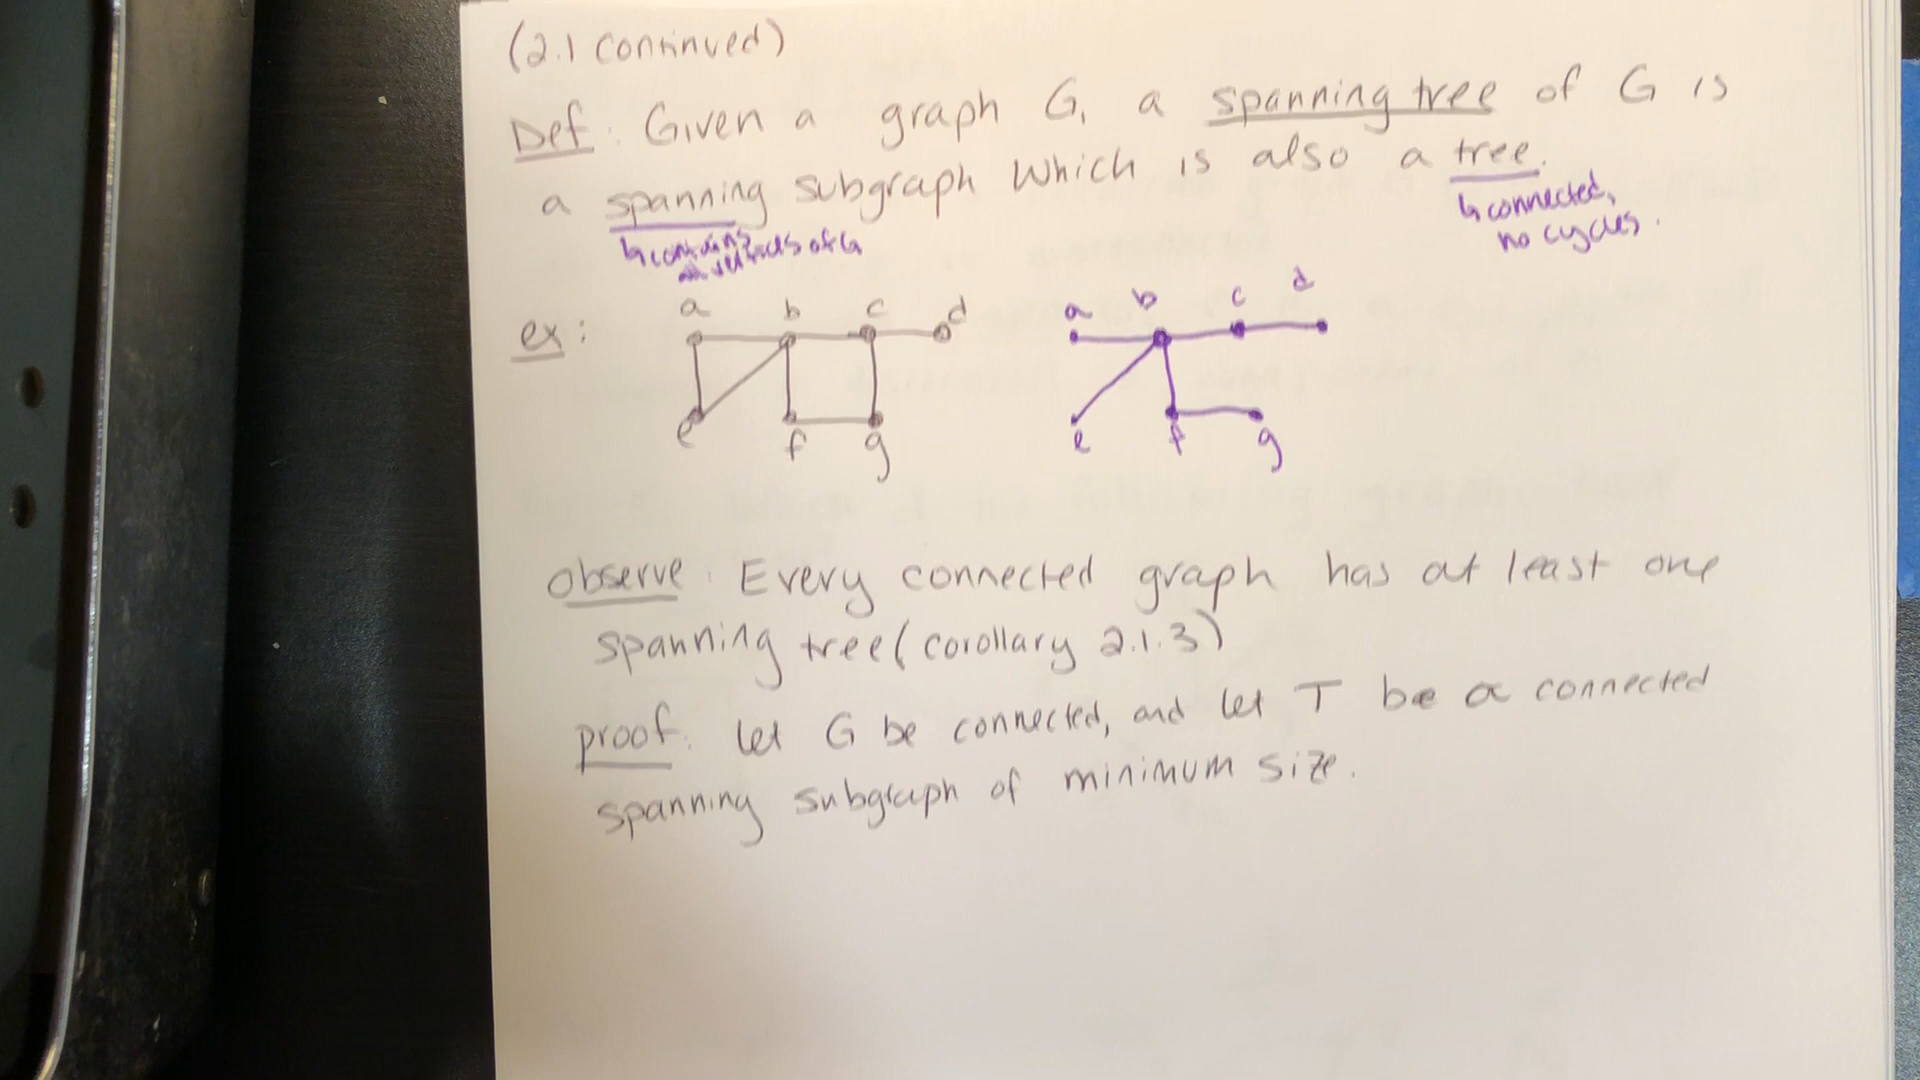 (2.1 continued)
Def: Given a graph G, a spanning tree of G is
a spanning subgraph which is also a tree.
↳ connected,
no cycles.
↳ contains
all vertices of G
ex:
a b c d
e f g
a b c d
e f g
observe: Every connected graph has at least one
spanning tree (corollary 2.1.3)
proof: let G be connected, and let T be a connected
spanning subgraph of minimum size.